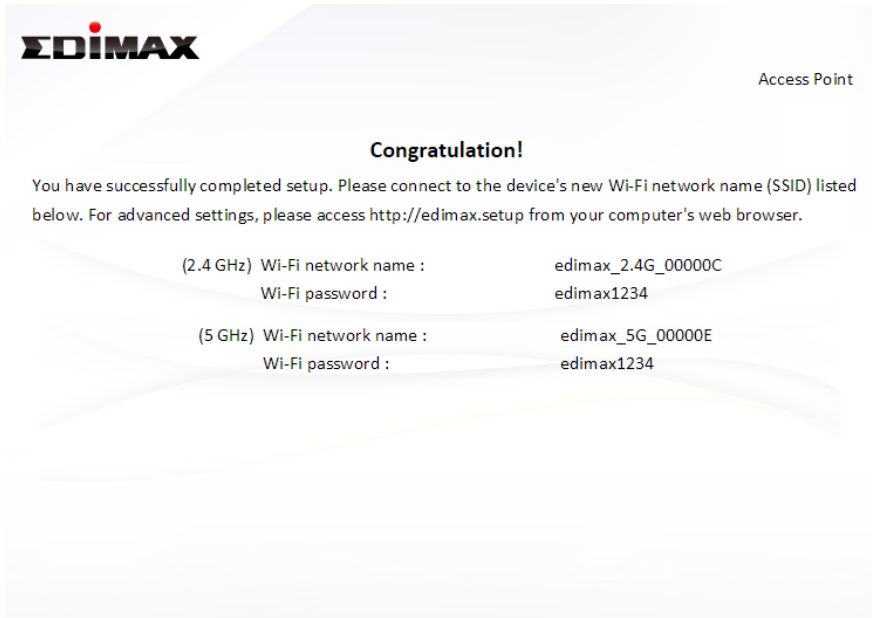 EDIMAX
Access Point
Congratulation!
You have successfully completed setup. Please connect to the device's new Wi-Fi network name (SSID) listed
below. For advanced settings, please access http://edimax.setup from your computer's web browser.
(2.4 GHz) Wi-Fi network name : edimax_2.4G_00000C
Wi-Fi password : edimax1234
(5 GHz) Wi-Fi network name : edimax_5G_00000E
Wi-Fi password : edimax1234